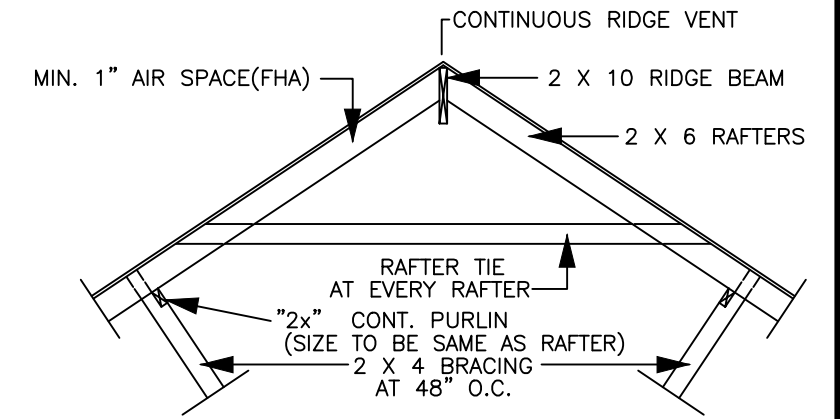 CONTINUOUS RIDGE VENT
MIN. 1" AIR SPACE(FHA)
2 X 10 RIDGE BEAM
2 X 6 RAFTERS
RAFTER TIE
AT EVERY RAFTER
"2x" CONT. PURLIN
(SIZE TO BE SAME AS RAFTER)
2 X 4 BRACING
AT 48" O.C.